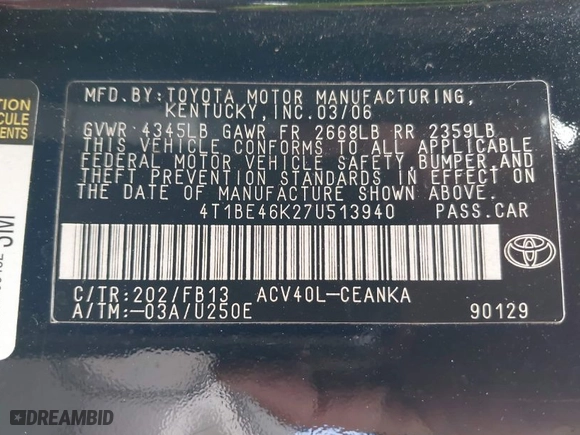 MFD.BY:TOYOTA MOTOR MANUFACTURING,
KENTUCKY,INC.03/06
GVWR 4345LB GAWR FR 2668LB RR 2359LB
THIS VEHICLE CONFORMS TO ALL APPLICABLE
FEDERAL MOTOR VEHICLE SAFETY, BUMPER,AND
THEFT PREVENTION STANDARDS IN EFFECT ON
THE DATE OF MANUFACTURE SHOWN ABOVE.
4T1BE46K27U513940 PASS.CAR
C/TR:202/FB13 ACV40L-CEANKA
A/TM:-03A/U250E 90129
TOYOTA
DREAMBID